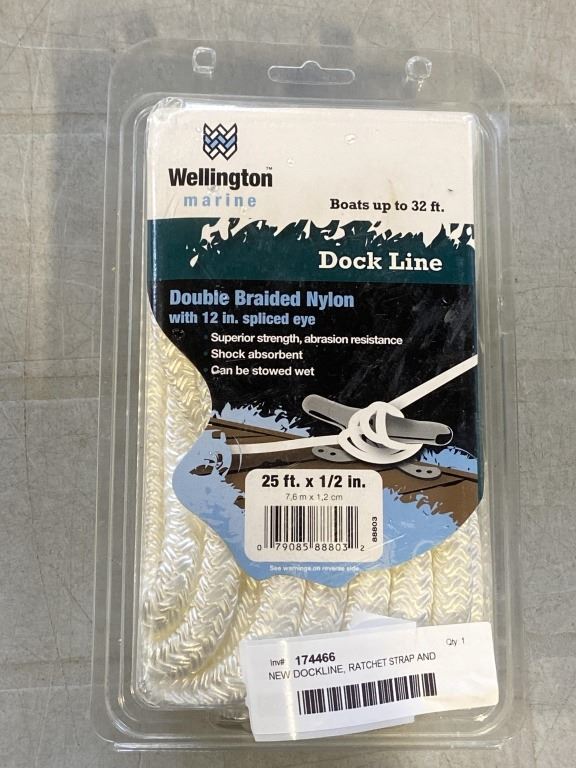 Wellington™
marine
Boats up to 32 ft.
Dock Line
Double Braided Nylon
with 12 in. spliced eye
Superior strength, abrasion resistance
Shock absorbent
Can be stowed wet
25 ft. x 1/2 in.
7,6 m x 1,2 cm
88803
0 79085 88803 2
See warnings on reverse side.
Inv# 174466 Qty: 1
NEW DOCKLINE, RATCHET STRAP AND